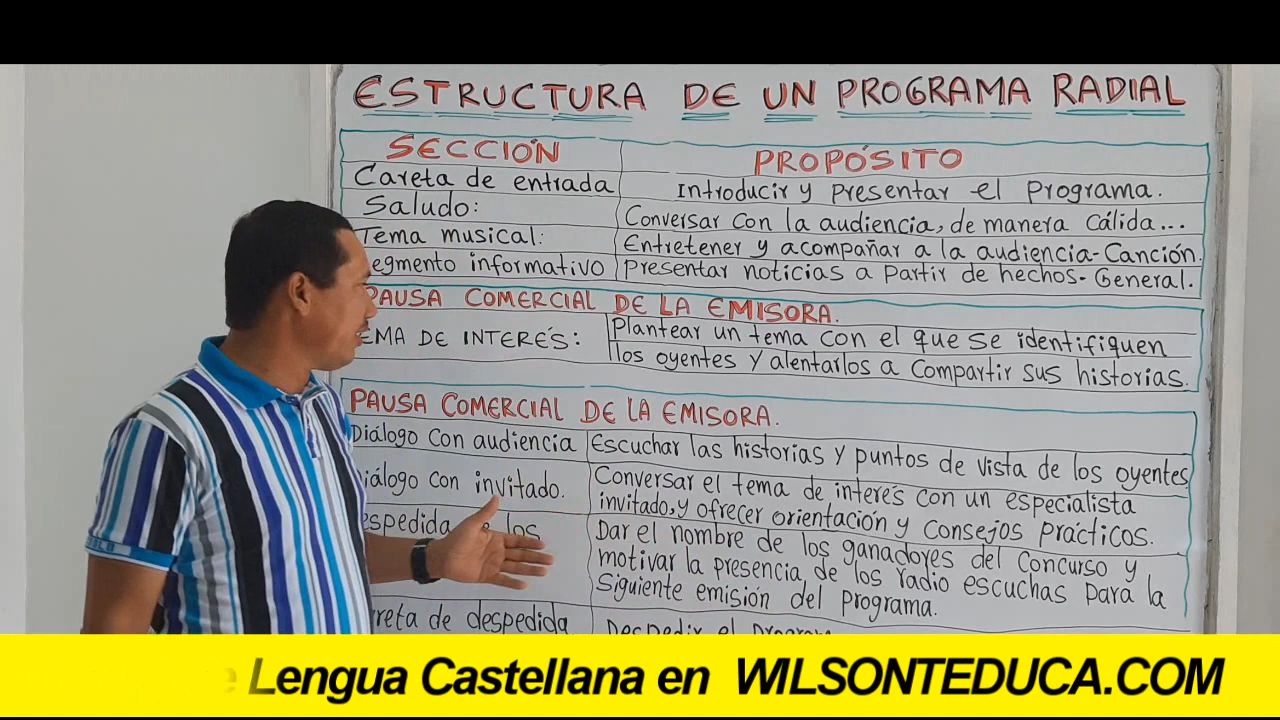 ESTRUCTURA DE UN PROGRAMA RADIAL
SECCIÓN PROPÓSITO
Careta de entrada Introducir y presentar el programa.
Saludo: Conversar con la audiencia, de manera cálida...
Tema musical: Entretener y acompañar a la audiencia-Canción.
egmento informativo Presentar noticias a partir de hechos-General.
PAUSA COMERCIAL DE LA EMISORA.
EMA DE INTERÉS: Plantear un tema con el que se identifiquen
los oyentes y alentarlos a compartir sus historias.
PAUSA COMERCIAL DE LA EMISORA.
Diálogo con audiencia Escuchar las historias y puntos de vista de los oyentes
iálogo con invitado. Conversar el tema de interés con un especialista
invitado, y ofrecer orientación y consejos prácticos.
espedida los Dar el nombre de los ganadores del concurso y
motivar la presencia de los radio escuchas para la
siguiente emisión del programa.
reta de despedida Despedir el program
e Lengua Castellana en WILSONTEDUCA.COM